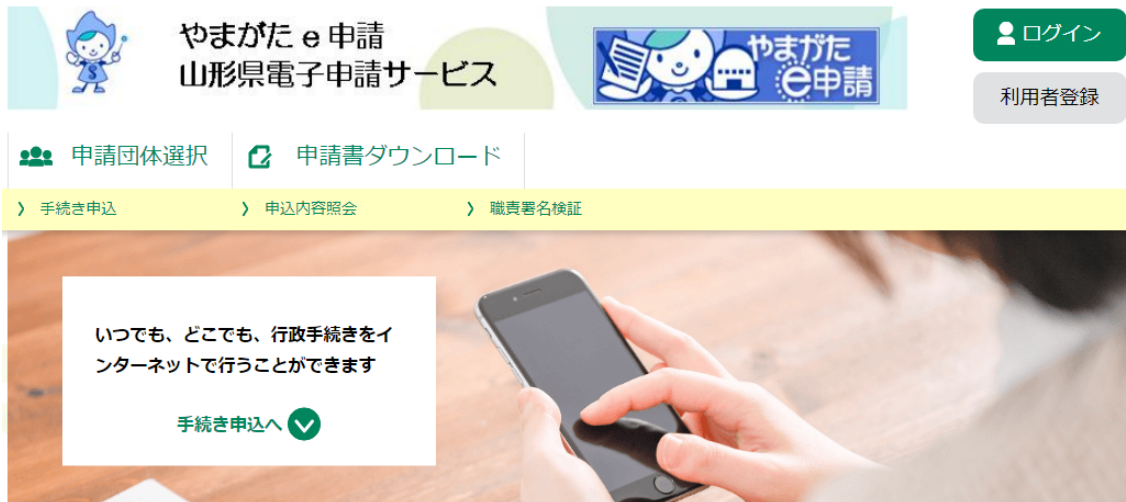 やまがた e 申請
山形県電子申請サービス
S
やまがた
e申請
ログイン
利用者登録
申請団体選択
申請書ダウンロード
手続き申込
申込内容照会
職責署名検証
いつでも、どこでも、行政手続きをイ
ンターネットで行うことができます
手続き申込へ